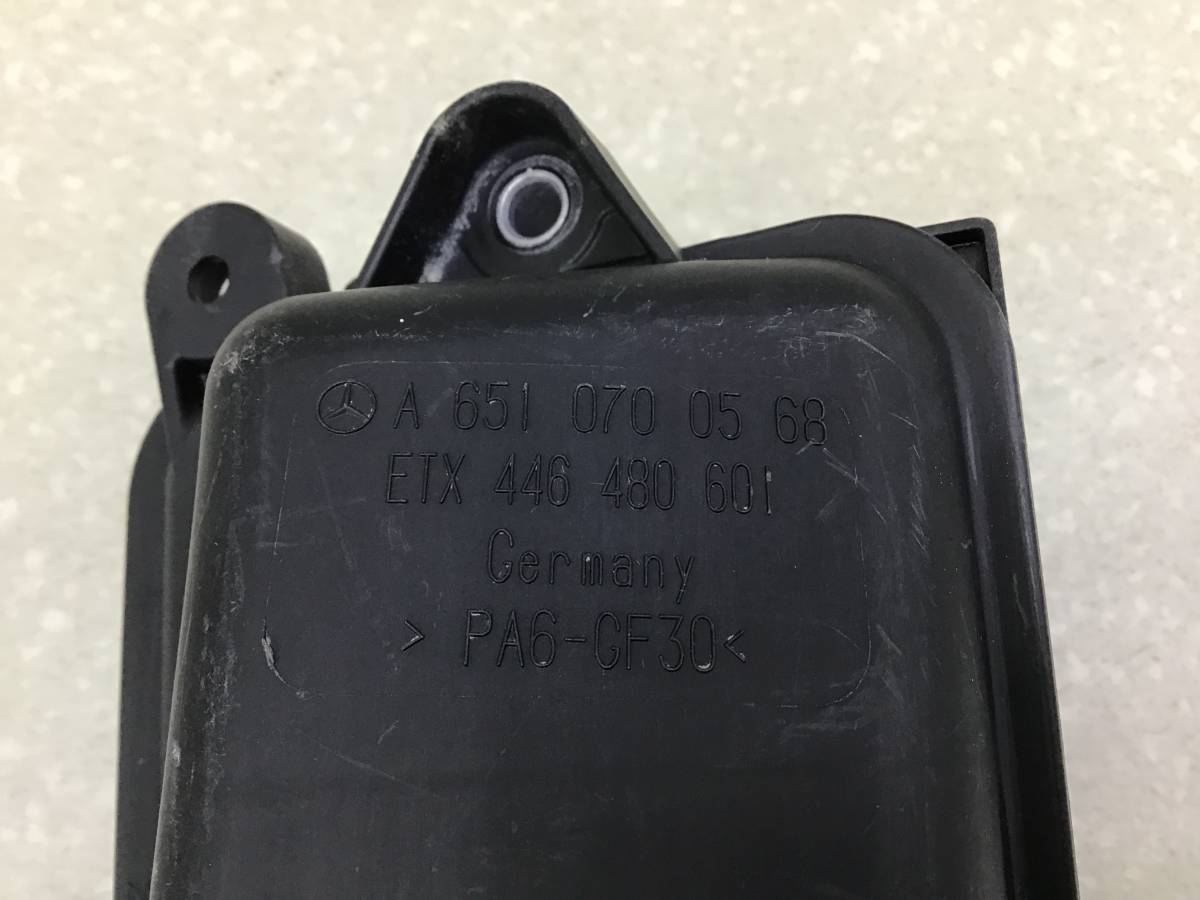 A 651 070 05 68
ETX 446 480 601
Germany
> PA6-GF30<